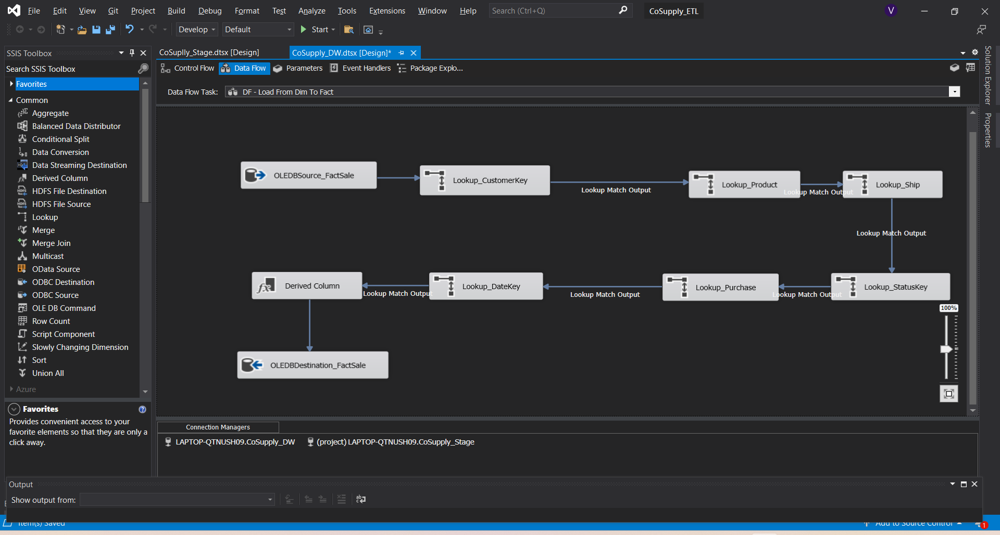 File Edit View Git Project Build Debug Format Test Analyze Tools Extensions Window Help Search (Ctrl+Q) CoSupply_ETL V
Develop Default Start
SSIS Toolbox
Search SSIS Toolbox
Favorites
Common
Aggregate
Balanced Data Distributor
Conditional Split
Data Conversion
Data Streaming Destination
Derived Column
HDFS File Destination
HDFS File Source
Lookup
Merge
Merge Join
Multicast
OData Source
ODBC Destination
ODBC Source
OLE DB Command
Row Count
Script Component
Slowly Changing Dimension
Sort
Union All
Azure
Favorites
Provides convenient access to your
favorite elements so that they are only a
click away.
CoSuplly_Stage.dtsx [Design] CoSupply_DW.dtsx [Design]*
Control Flow Data Flow Parameters Event Handlers Package Explo...
Data Flow Task: DF - Load From Dim To Fact
OLEDBSource_FactSale
Lookup_CustomerKey
Lookup Match Output
Lookup_Product
Lookup Match Output
Lookup_Ship
Lookup Match Output
Lookup_StatusKey
Lookup Match Output
Lookup_Purchase
Lookup Match Output
Lookup_DateKey
Lookup Match Output
Derived Column
OLEDBDestination_FactSale
100%
Connection Managers
LAPTOP-QTNUSH09.CoSupply_DW (project) LAPTOP-QTNUSH09.CoSupply_Stage
Solution Explorer
Properties
Output
Show output from:
Item(s) Saved
Add to Source Control
1